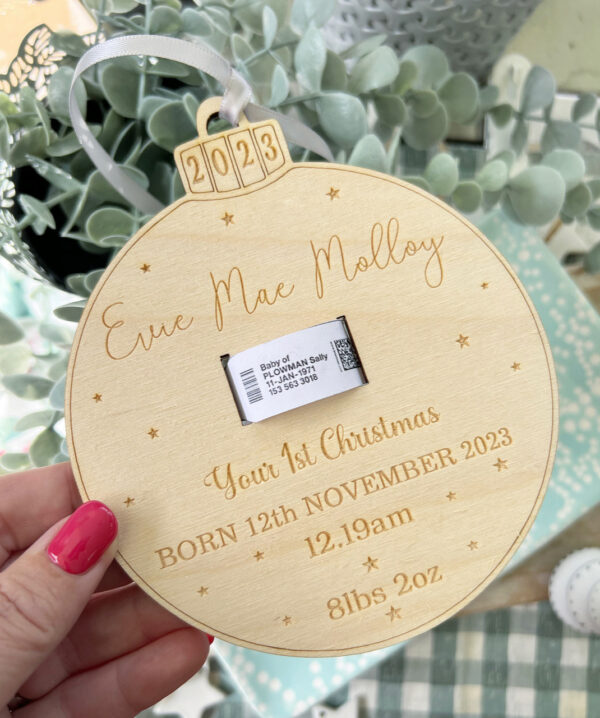 2023
Evie Mae Molloy
Baby of
PLOWMAN Sally
11-JAN-1971
153 563 3018
Your 1st Christmas
BORN 12th NOVEMBER 2023
12.19am
8lbs 2oz